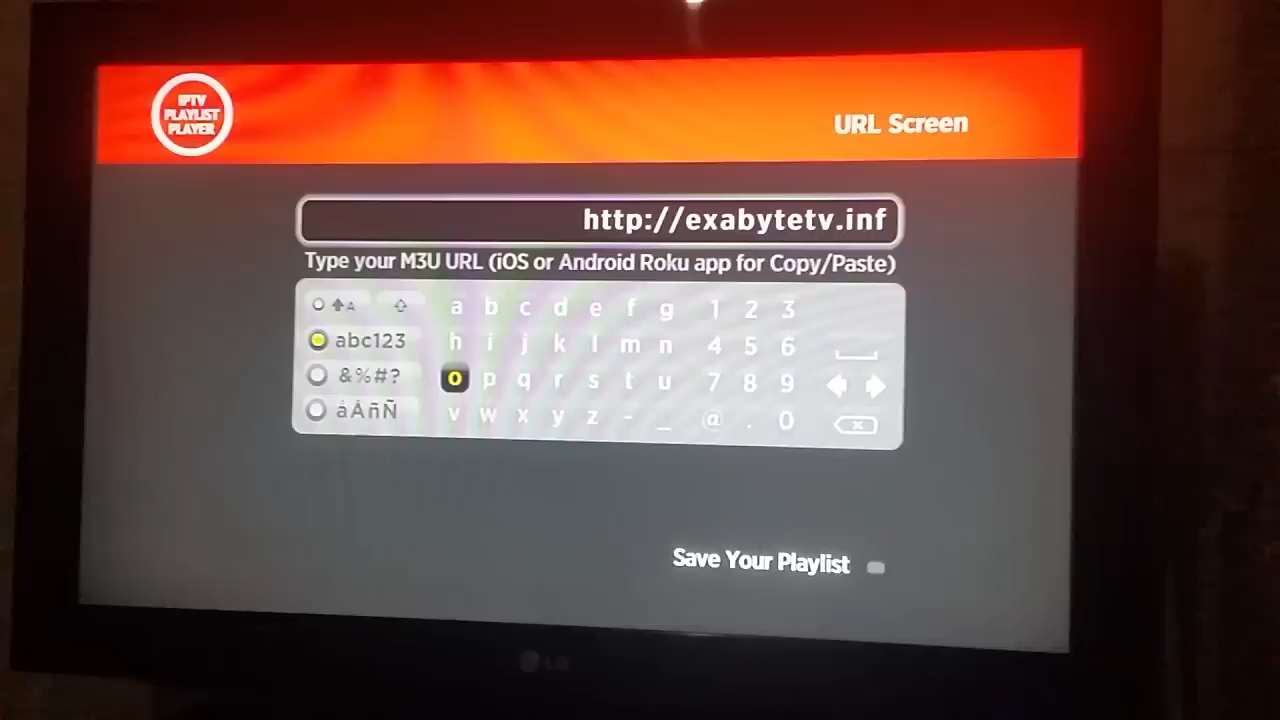 IPTV
PLAYLIST
PLAYER
URL Screen
http://exabytetv.inf
Type your M3U URL (iOS or Android Roku app for Copy/Paste)
A a b c d e f g 1 2 3
abc123 h i j k l m n 4 5 6
&%#? o p q r s t u 7 8 9
áÀñÑ v w x y z - _ @ . 0
Save Your Playlist
LG